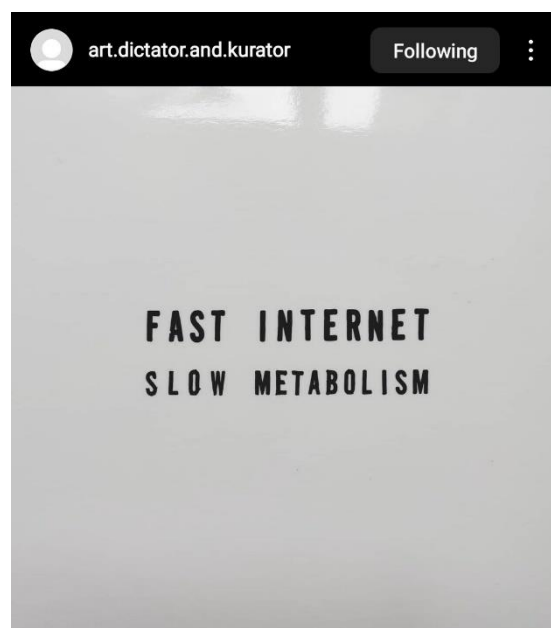 art.dictator.and.kurator
Following
FAST INTERNET
SLOW METABOLISM